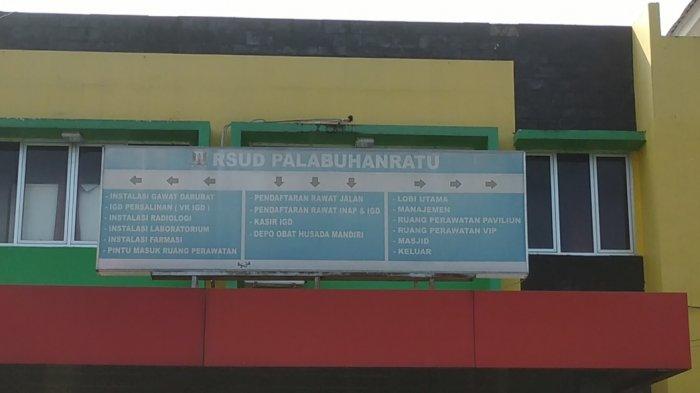 RSUD PALABUHANRATU
- INSTALASI GAWAT DARURAT
- IGD PERSALINAN ( VK IGD )
- INSTALASI RADIOLOGI
- INSTALASI LABORATORIUM
- INSTALASI FARMASI
- PINTU MASUK RUANG PERAWATAN
- PENDAFTARAN RAWAT JALAN
- PENDAFTARAN RAWAT INAP & IGD
- KASIR IGD
- DEPO OBAT HUSADA MANDIRI
- LOBI UTAMA
- MANAJEMEN
- RUANG PERAWATAN PAVILIUN
- RUANG PERAWATAN VIP
- MASJID
- KELUAR